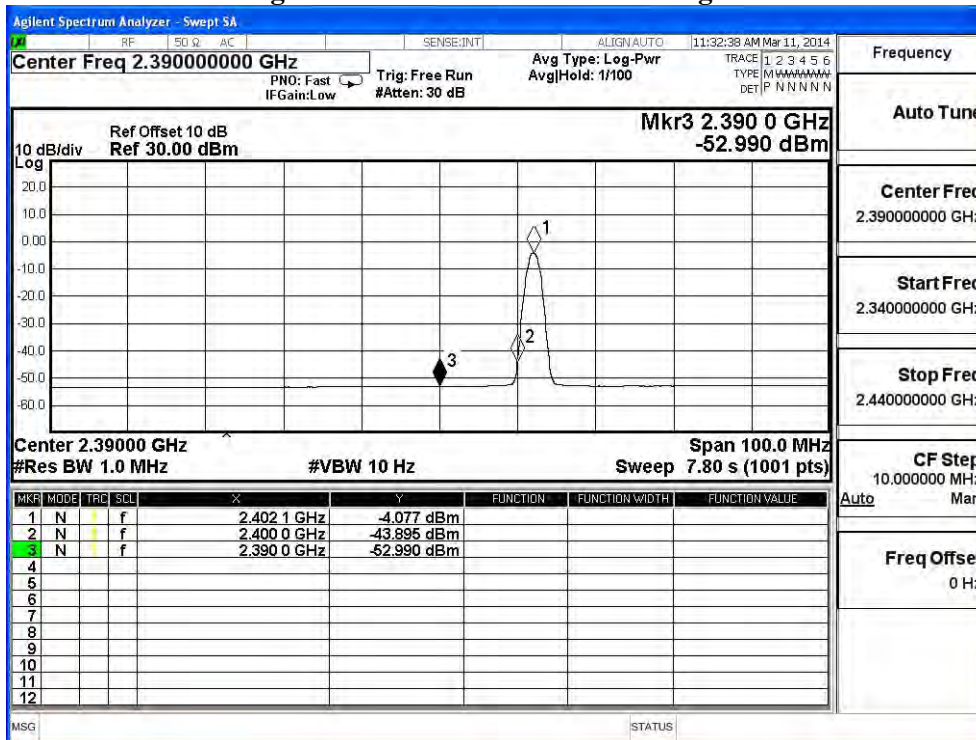 Agilent Spectrum Analyzer - Swept SA
RF 50 Ω AC SENSE:INT ALIGN AUTO 11:32:38 AM Mar 11, 2014
Center Freq 2.390000000 GHz
PNO: Fast
IFGain:Low
Trig: Free Run
#Atten: 30 dB
Avg Type: Log-Pwr
Avg|Hold: 1/100
TRACE 1 2 3 4 5 6
TYPE M
DET P N N N N N
Ref Offset 10 dB
10 dB/div Ref 30.00 dBm
Log
Mkr3 2.390 0 GHz
-52.990 dBm
20.0
10.0
0.00
-10.0
-20.0
-30.0
-40.0
-50.0
-60.0
1
2
3
Center 2.39000 GHz Span 100.0 MHz
#Res BW 1.0 MHz #VBW 10 Hz Sweep 7.80 s (1001 pts)
MKR MODE TRC SCL X Y FUNCTION FUNCTION WIDTH FUNCTION VALUE
1 N 1 f 2.402 1 GHz -4.077 dBm
2 N 1 f 2.400 0 GHz -43.895 dBm
3 N 1 f 2.390 0 GHz -52.990 dBm
4
5
6
7
8
9
10
11
12
MSG STATUS
Frequency
Auto Tune
Center Freq
2.390000000 GHz
Start Freq
2.340000000 GHz
Stop Freq
2.440000000 GHz
CF Step
10.000000 MHz
Auto Man
Freq Offset
0 Hz